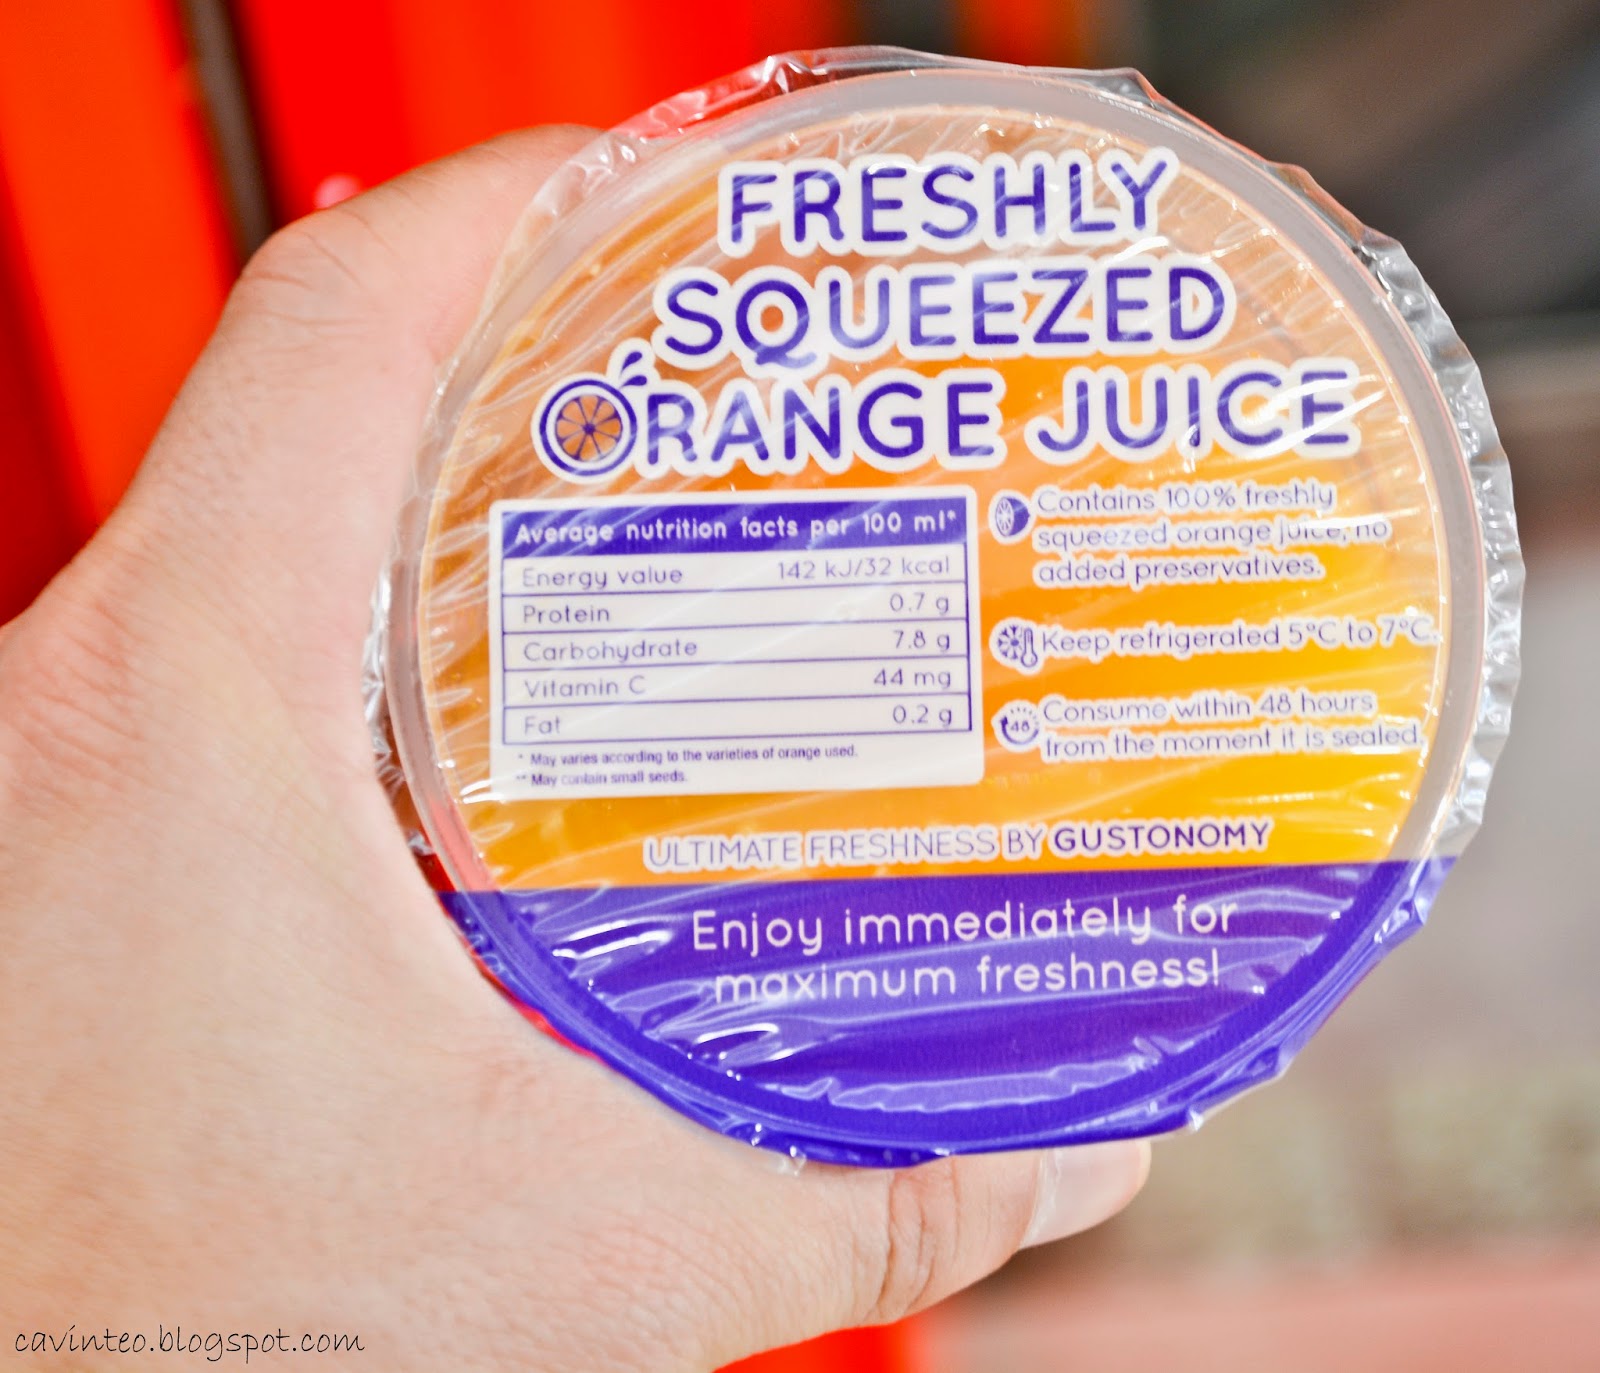 FRESHLY
SQUEEZED
ORANGE JUICE
Average nutrition facts per 100 ml*
Energy value 142 kJ/32 kcal
Protein 0.7 g
Carbohydrate 7.8 g
Vitamin C 44 mg
Fat 0.2 g
* May varies according to the varieties of orange used.
** May contain small seeds.
Contains 100% freshly
squeezed orange juice, no
added preservatives.
Keep refrigerated 5°C to 7°C.
48
Consume within 48 hours
from the moment it is sealed.
ULTIMATE FRESHNESS BY GUSTONOMY
Enjoy immediately for
maximum freshness!
cavinteo.blogspot.com